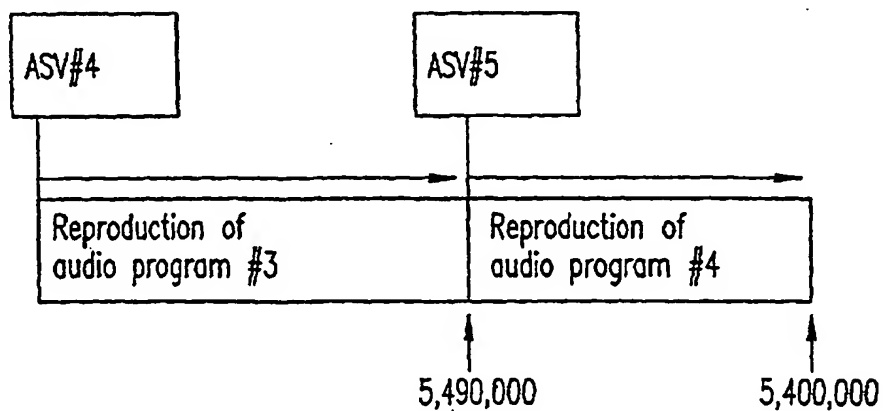 ASV#4
ASV#5
Reproduction of
audio program #3
Reproduction of
audio program #4
5,490,000
5,400,000